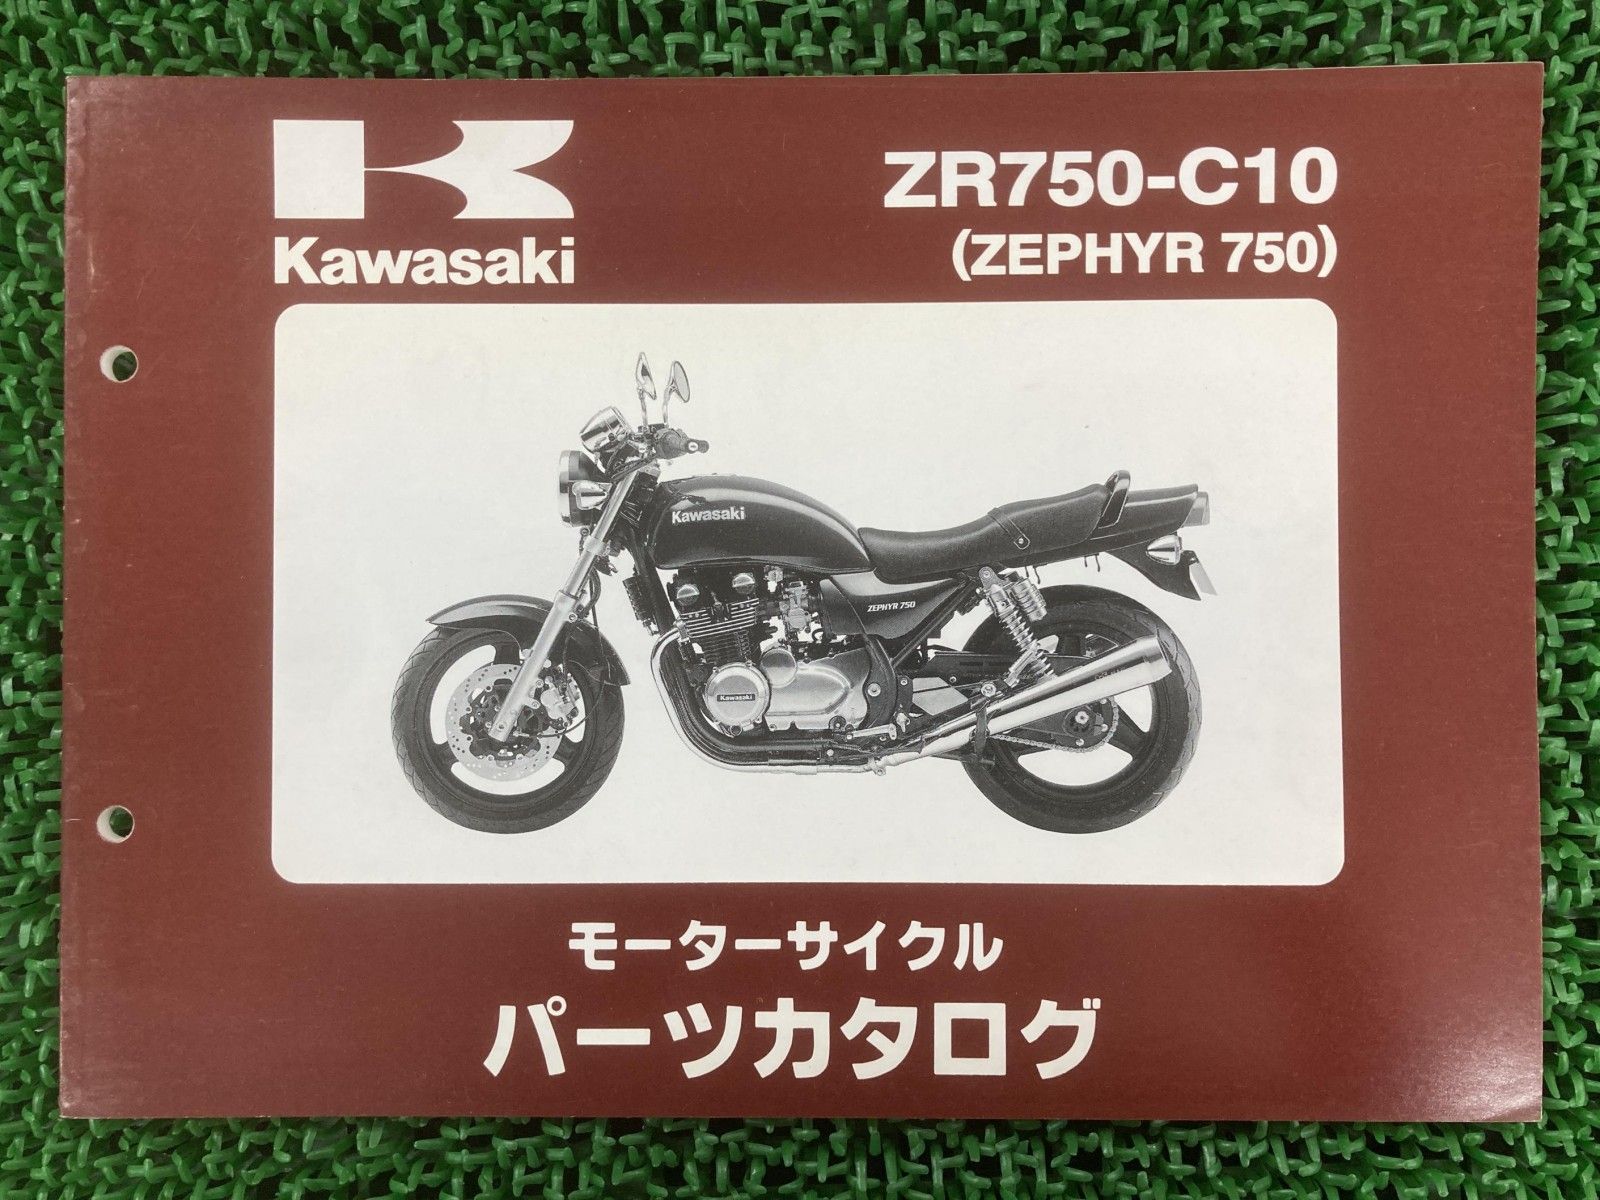 Kawasaki
ZR750-C10
(ZEPHYR 750)
Kawasaki
ZEPHYR 750
Kawasaki
モーターサイクル
パーツカタログ